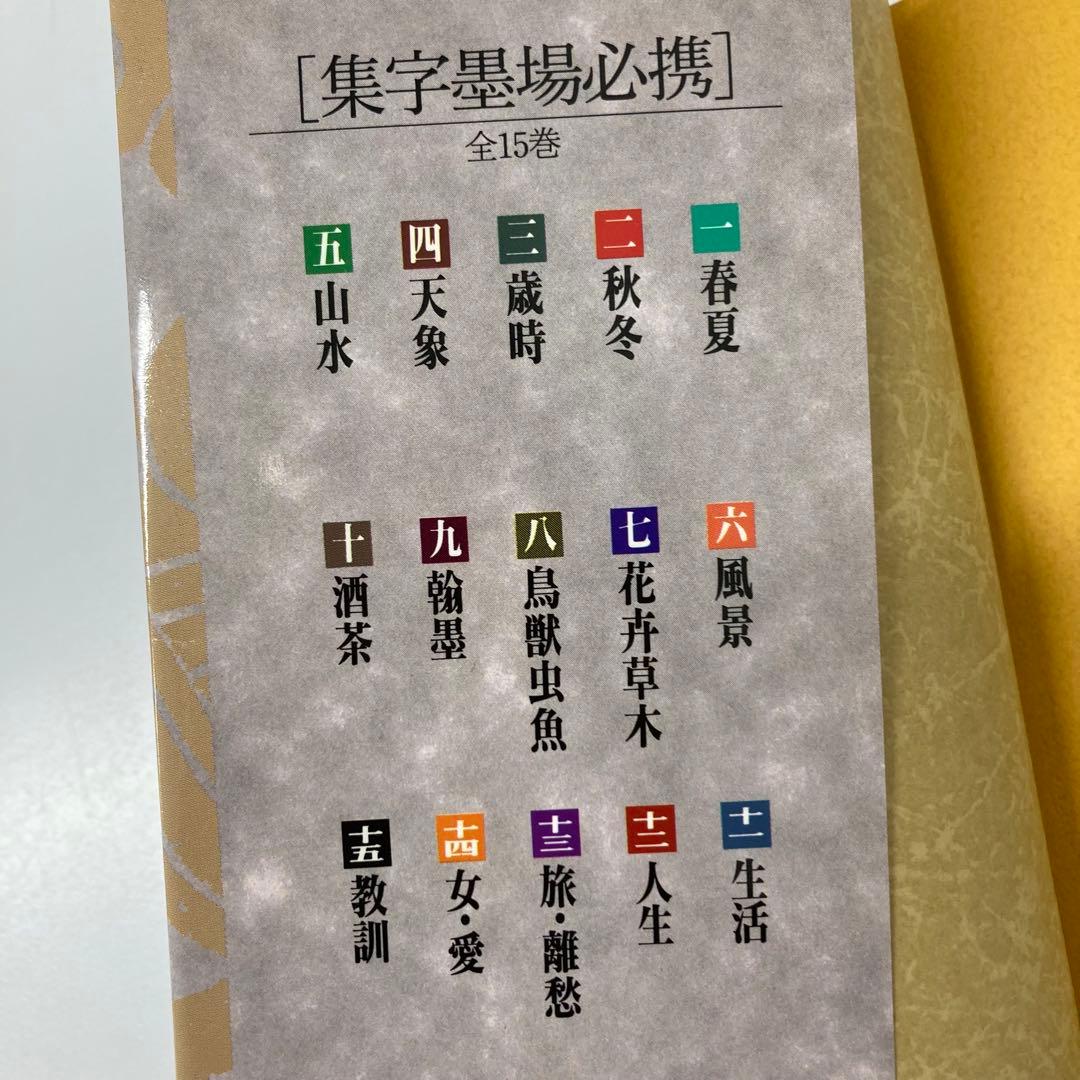 [集字墨場必携]
全15巻
一 春夏
二 秋冬
三 歳時
四 天象
五 山水
六 風景
七 花卉草木
八 鳥獣虫魚
九 翰墨
十 酒茶
十一 生活
十二 人生
十三 旅・離愁
十四 女・愛
十五 教訓